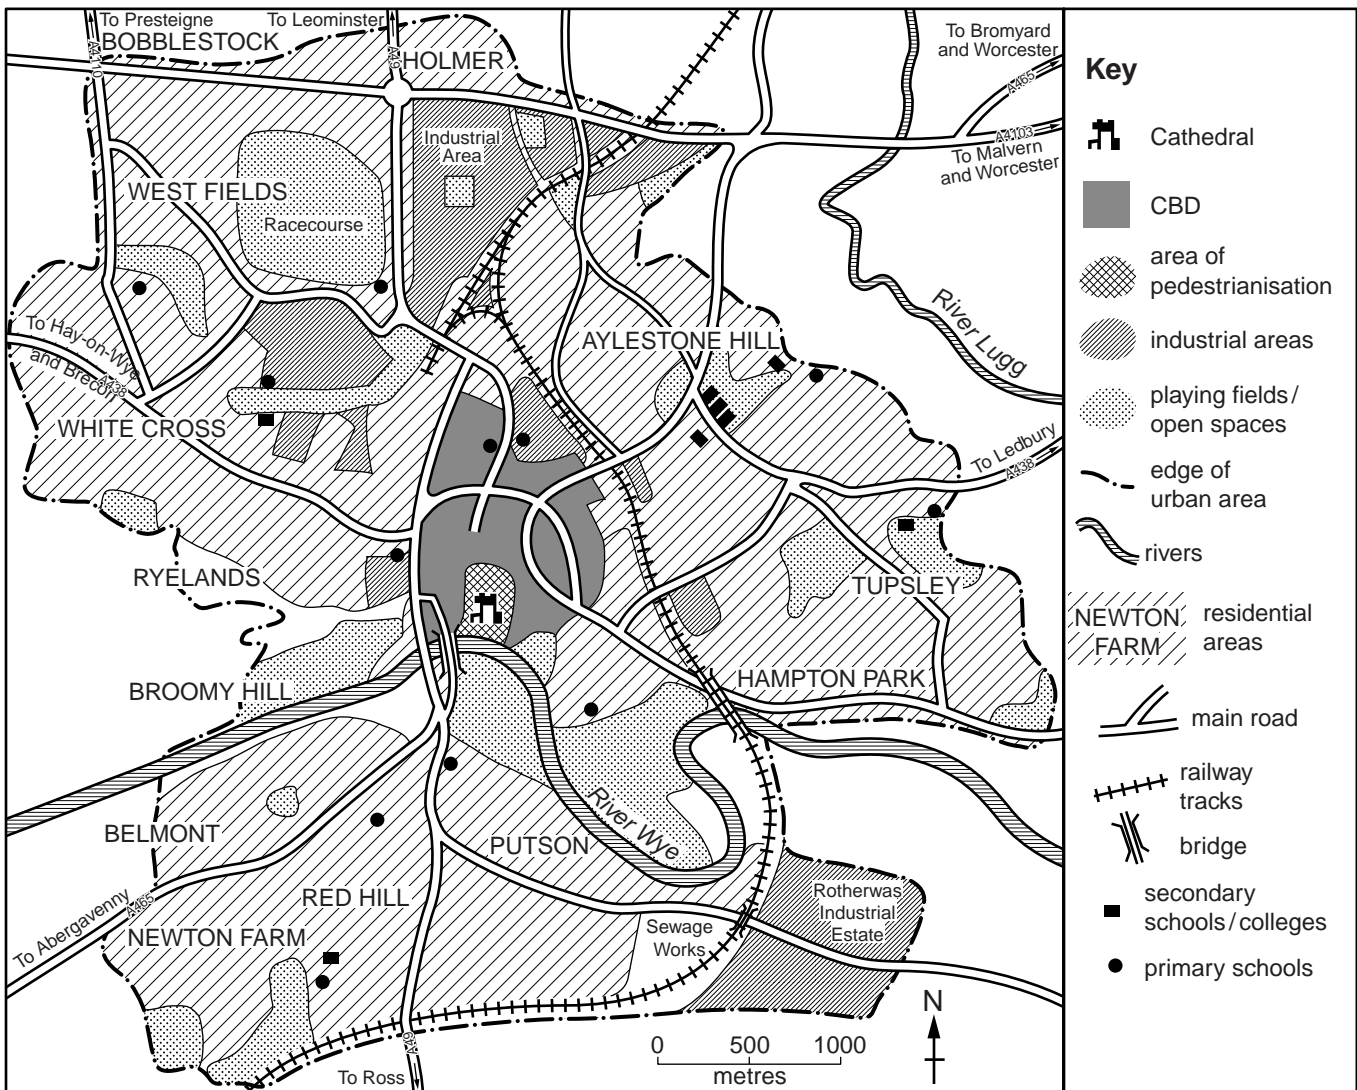 To Presteigne
BOBBLESTOCK
To Leominster
A4110
A49
HOLMER
To Bromyard
and Worcester
A465
A4103
To Malvern
and Worcester
Industrial
Area
WEST FIELDS
Racecourse
River Lugg
To Hay-on-Wye
and Brecon
A438
AYLESTONE HILL
WHITE CROSS
To Ledbury
A438
RYELANDS
TUPSLEY
BROOMY HILL
HAMPTON PARK
River Wye
BELMONT
PUTSON
RED HILL
Rotherwas
Industrial
Estate
To Abergavenny
A465
NEWTON FARM
Sewage
Works
A49
To Ross
0 500 1000
metres
N
Key
Cathedral
CBD
area of
pedestrianisation
industrial areas
playing fields/
open spaces
edge of
urban area
rivers
NEWTON
FARM
residential
areas
main road
railway
tracks
bridge
secondary
schools/colleges
primary schools